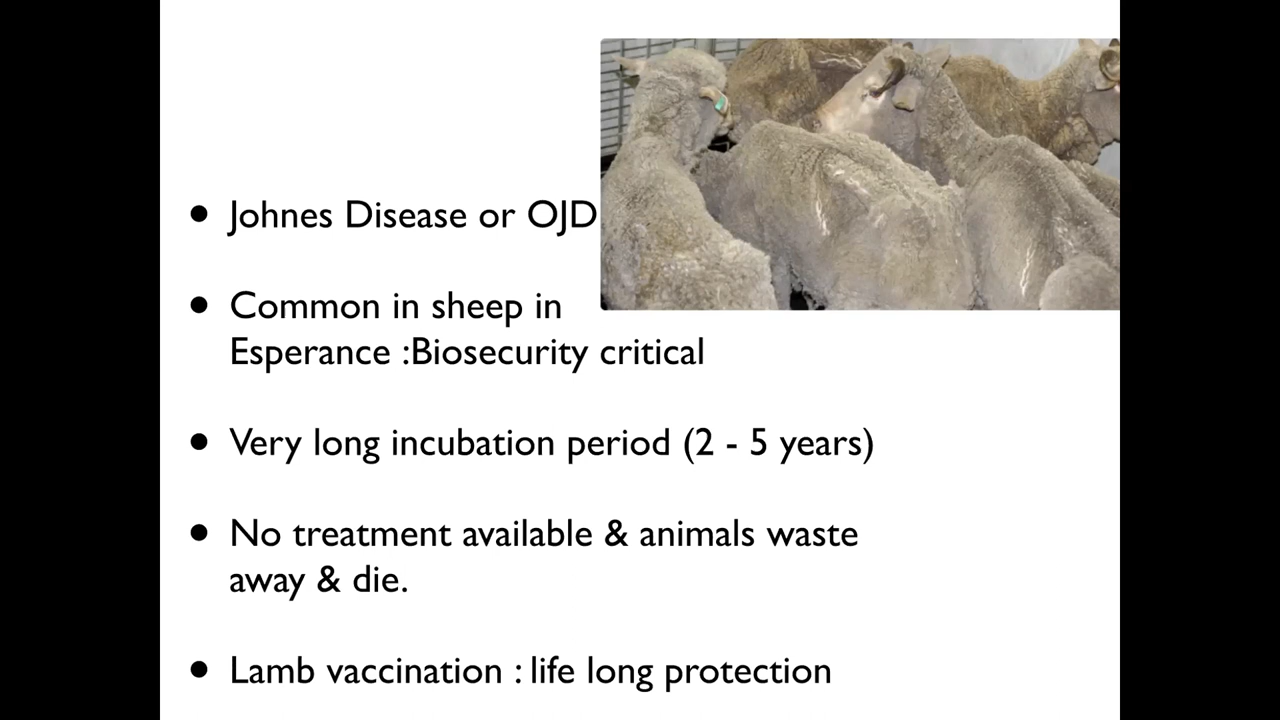 • Johnes Disease or OJD
• Common in sheep in
Esperance :Biosecurity critical
• Very long incubation period (2 - 5 years)
• No treatment available & animals waste
away & die.
• Lamb vaccination : life long protection